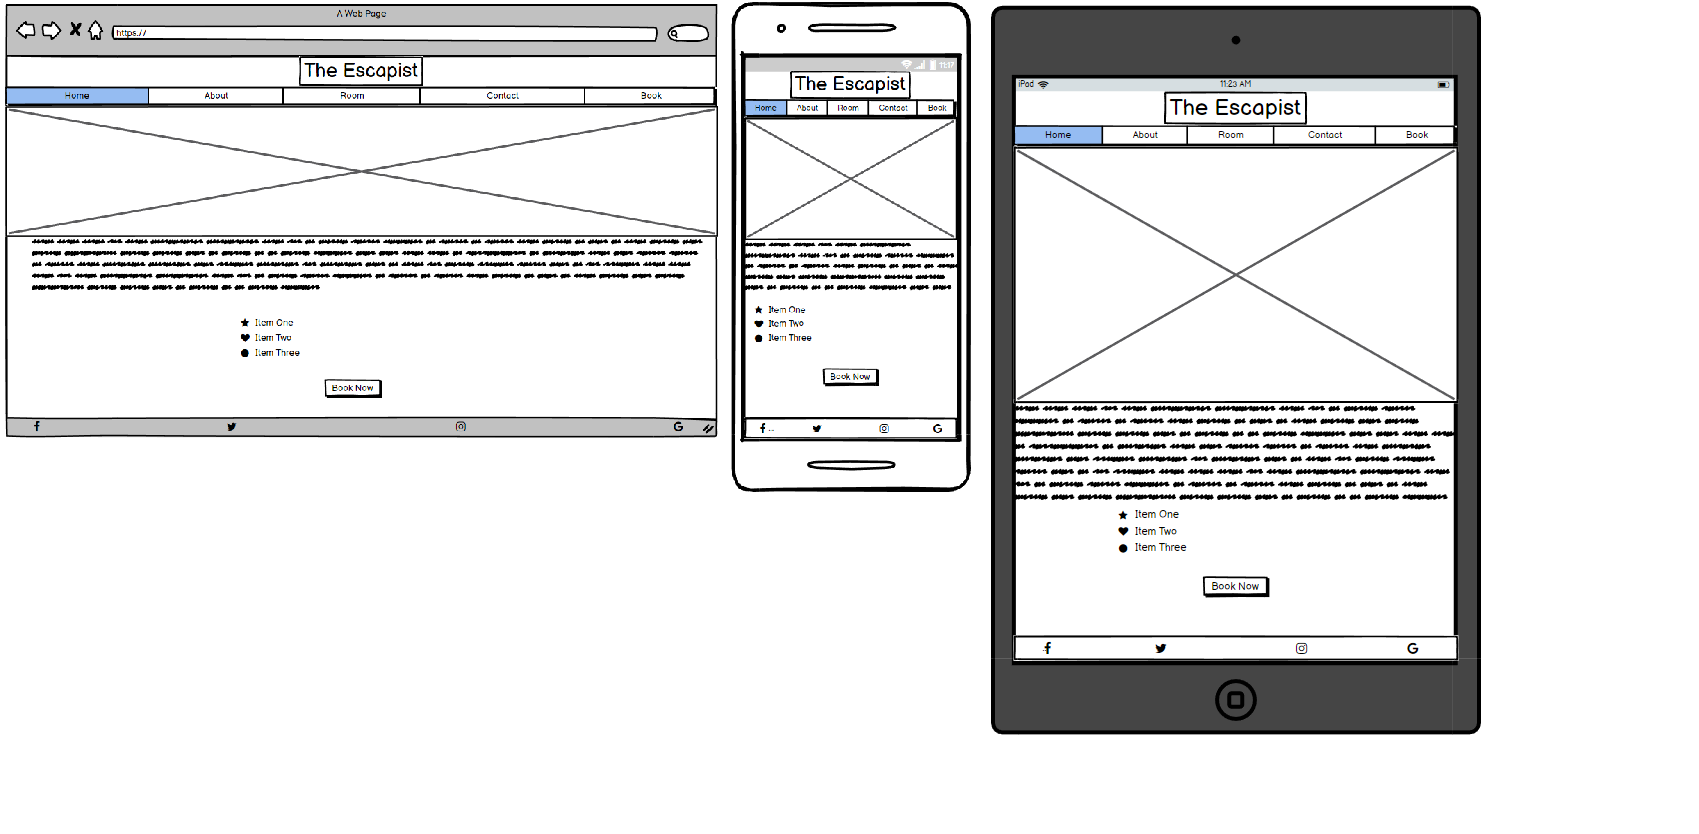 A Web Page
https://
The Escapist
Home About Room Contact Book
Item One
Item Two
Item Three
Book Now
11:17
The Escapist
Home About Room Contact Book
Item One
Item Two
Item Three
Book Now
iPad 11:23 AM
The Escapist
Home About Room Contact Book
Item One
Item Two
Item Three
Book Now